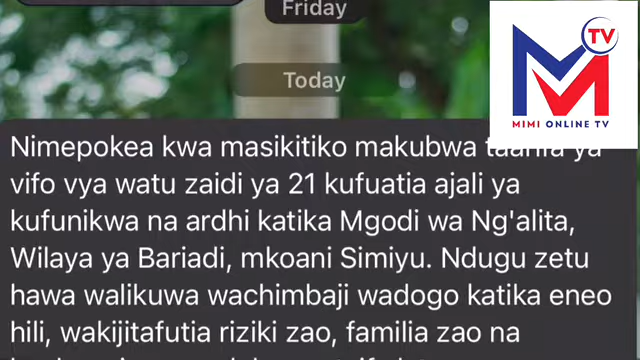 Friday
TV
MIMI ONLINE TV
Today
Nimepokea kwa masikitiko makubwa taarifa ya
vifo vya watu zaidi ya 21 kufuatia ajali ya
kufunikwa na ardhi katika Mgodi wa Ng'alita,
Wilaya ya Bariadi, mkoani Simiyu. Ndugu zetu
hawa walikuwa wachimbaji wadogo katika eneo
hili, wakijitafutia riziki zao, familia zao na